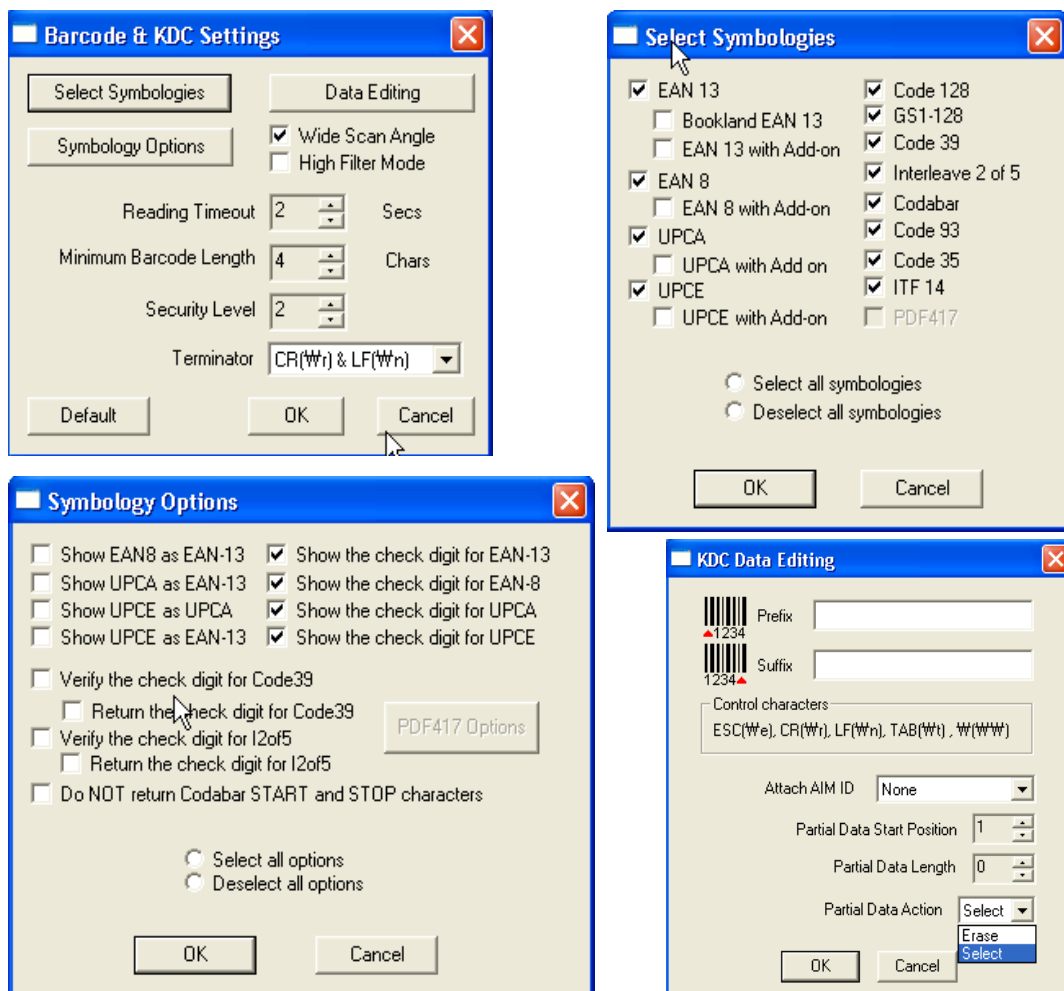 Barcode & KDC Settings
Select Symbologies
Data Editing
Symbology Options
Wide Scan Angle
High Filter Mode
Reading Timeout 2 Secs
Minimum Barcode Length 4 Chars
Security Level 2
Terminator CR(₩r) & LF(₩n)
Default OK Cancel
Select Symbologies
EAN 13
Bookland EAN 13
EAN 13 with Add-on
EAN 8
EAN 8 with Add-on
UPCA
UPCA with Add on
UPCE
UPCE with Add-on
Code 128
GS1-128
Code 39
Interleave 2 of 5
Codabar
Code 93
Code 35
ITF 14
PDF417
Select all symbologies
Deselect all symbologies
OK Cancel
Symbology Options
Show EAN8 as EAN-13
Show UPCA as EAN-13
Show UPCE as UPCA
Show UPCE as EAN-13
Show the check digit for EAN-13
Show the check digit for EAN-8
Show the check digit for UPCA
Show the check digit for UPCE
Verify the check digit for Code39
Return the check digit for Code39
Verify the check digit for I2of5
Return the check digit for I2of5
Do NOT return Codabar START and STOP characters
PDF417 Options
Select all options
Deselect all options
OK Cancel
KDC Data Editing
1234 Prefix
1234 Suffix
Control characters
ESC(₩e), CR(₩r), LF(₩n), TAB(₩t) , ₩(₩₩)
Attach AIM ID None
Partial Data Start Position 1
Partial Data Length 0
Partial Data Action Select
Erase
Select
OK Cancel